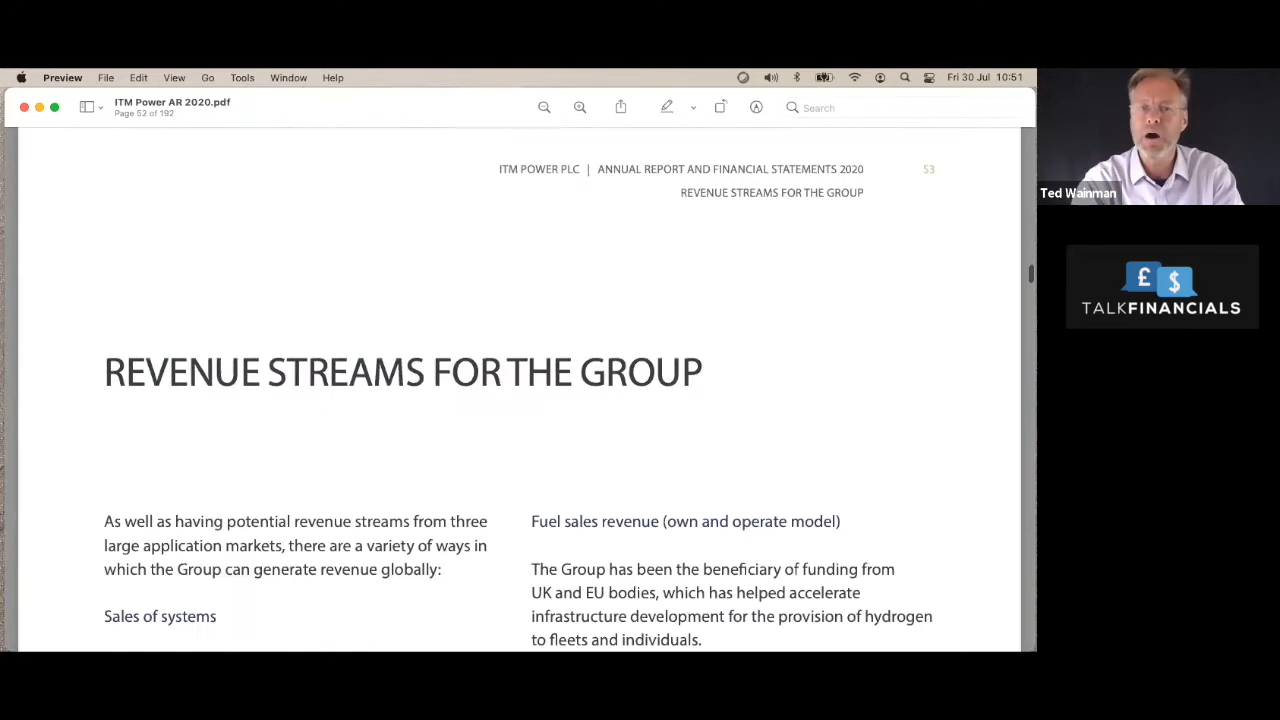 Preview File Edit View Go Tools Window Help Fri 30 Jul 10:51
ITM Power AR 2020.pdf
Page 52 of 192
Search
ITM POWER PLC | ANNUAL REPORT AND FINANCIAL STATEMENTS 2020 53
REVENUE STREAMS FOR THE GROUP
REVENUE STREAMS FOR THE GROUP
As well as having potential revenue streams from three
large application markets, there are a variety of ways in
which the Group can generate revenue globally:
Sales of systems
Fuel sales revenue (own and operate model)
The Group has been the beneficiary of funding from
UK and EU bodies, which has helped accelerate
infrastructure development for the provision of hydrogen
to fleets and individuals.
Ted Wainman
£ $
TALKFINANCIALS